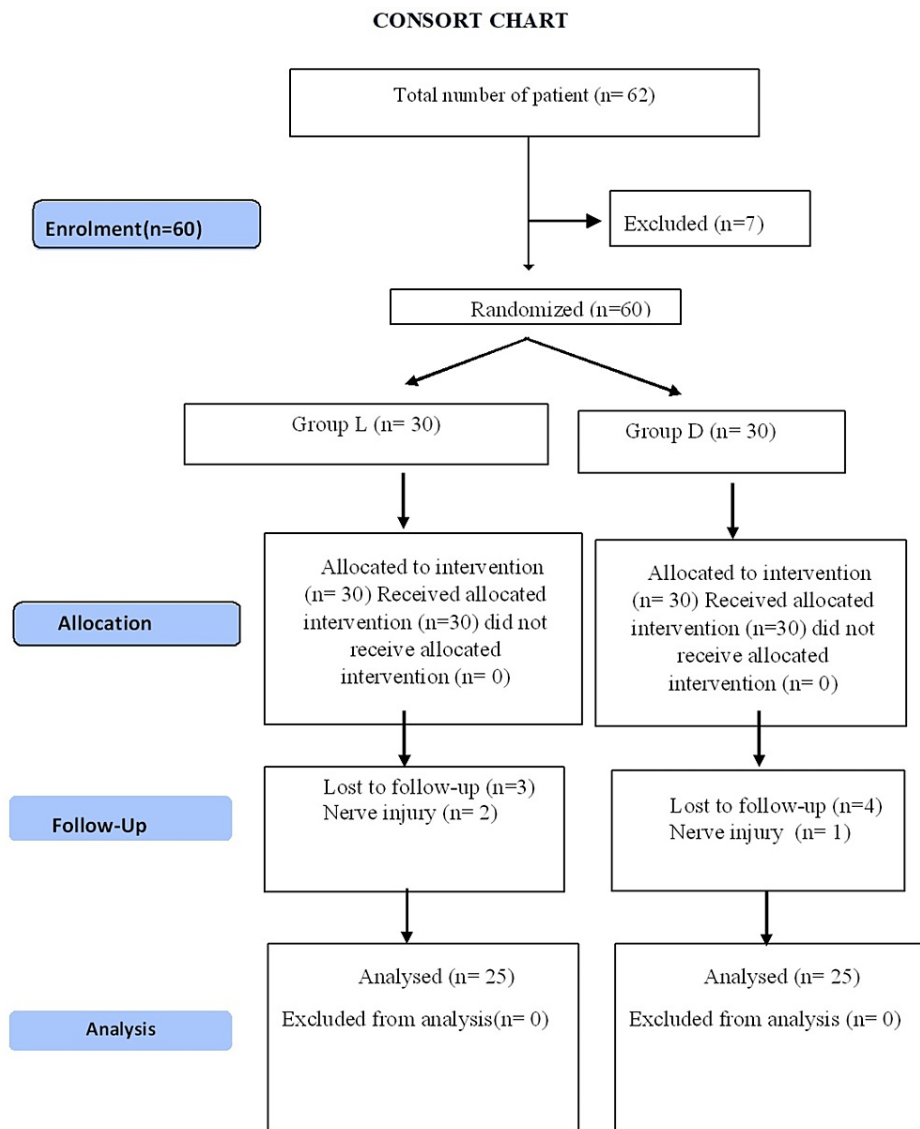 CONSORT CHART
Total number of patient (n= 62)
Enrolment(n=60)
Excluded (n=7)
Randomized (n=60)
Group L (n= 30)
Group D (n= 30)
Allocation
Allocated to intervention
(n= 30) Received allocated
intervention (n=30) did not
receive allocated
intervention (n= 0)
Allocated to intervention
(n= 30) Received allocated
intervention (n=30) did not
receive allocated
intervention (n= 0)
Follow-Up
Lost to follow-up (n=3)
Nerve injury (n= 2)
Lost to follow-up (n=4)
Nerve injury (n= 1)
Analysis
Analysed (n= 25)
Excluded from analysis(n= 0)
Analysed (n= 25)
Excluded from analysis (n= 0)